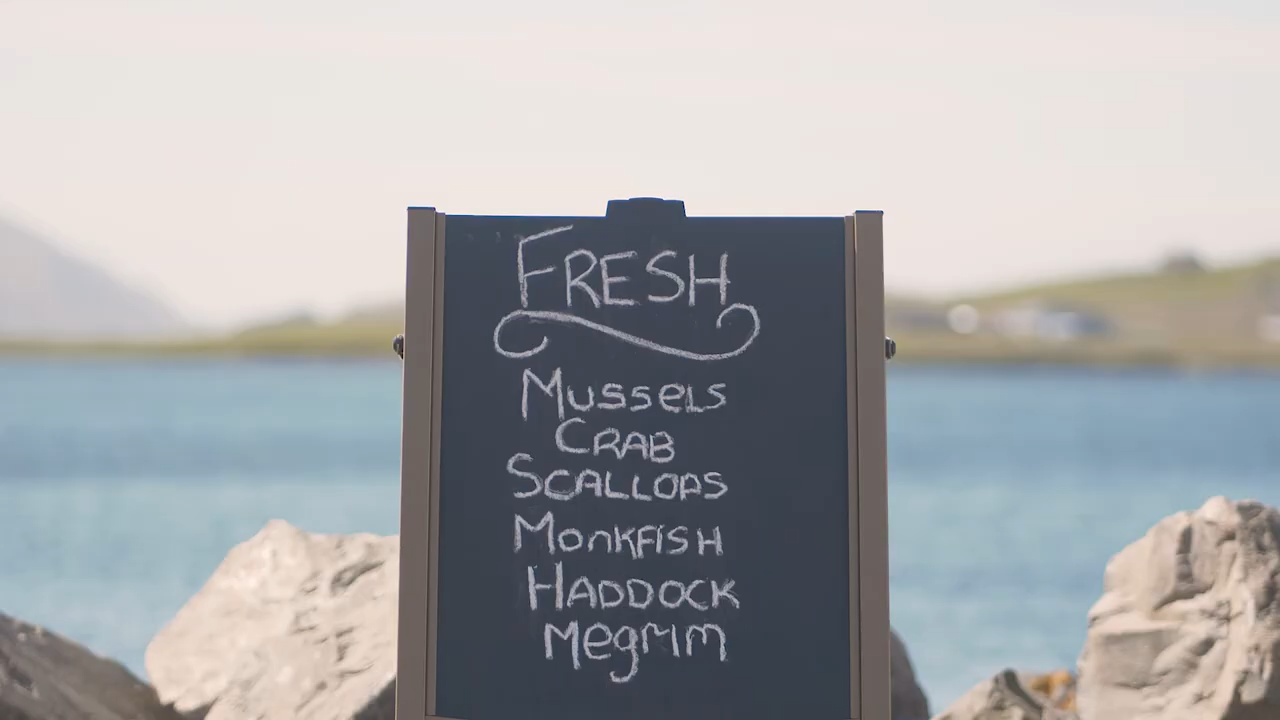 FRESH
MUSSELS
CRAB
SCALLOPS
MONKFISH
HADDOCK
Megrim